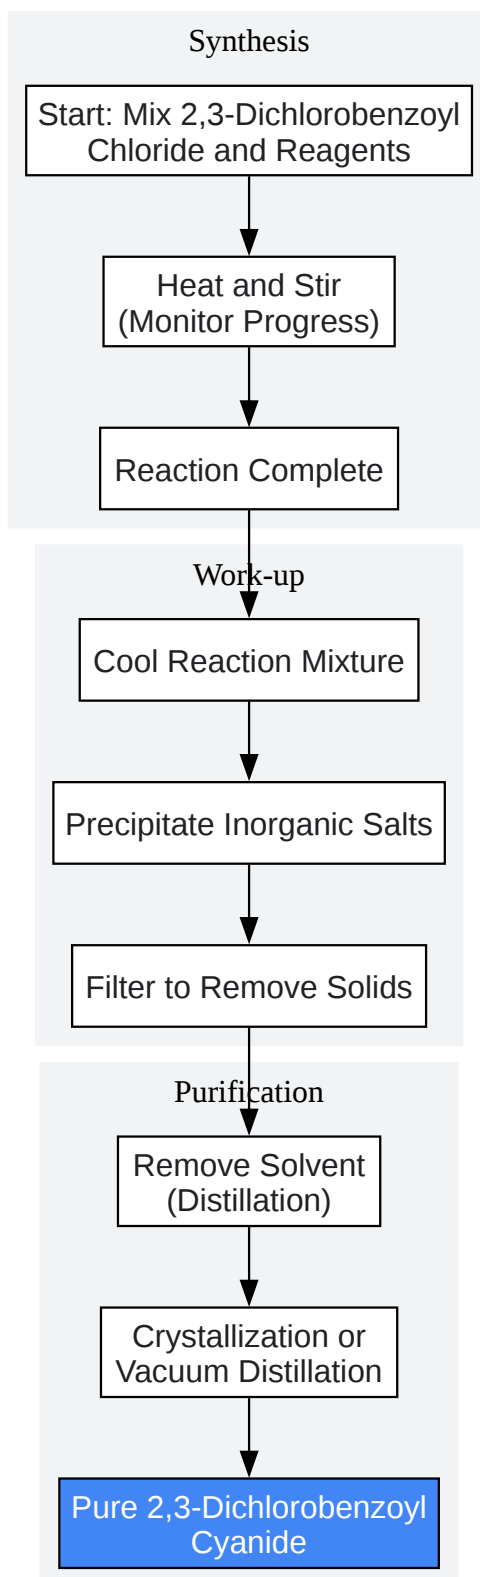 Synthesis
Start: Mix 2,3-Dichlorobenzoyl
Chloride and Reagents
Heat and Stir
(Monitor Progress)
Reaction Complete
Work-up
Cool Reaction Mixture
Precipitate Inorganic Salts
Filter to Remove Solids
Purification
Remove Solvent
(Distillation)
Crystallization or
Vacuum Distillation
Pure 2,3-Dichlorobenzoyl
Cyanide